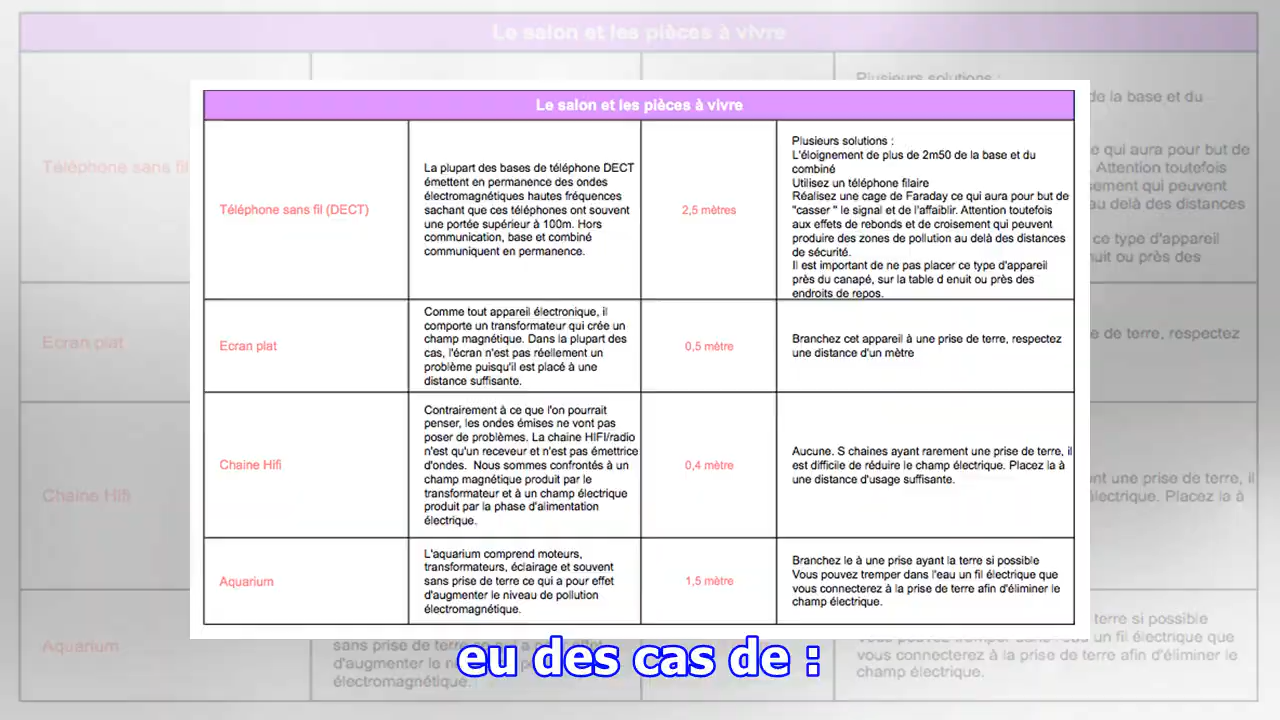 Le salon et les pièces à vivre
Téléphone sans fil (DECT)
La plupart des bases de téléphone DECT
émettent en permanence des ondes
électromagnétiques hautes fréquences
sachant que ces téléphones ont souvent
une portée supérieur à 100m. Hors
communication, base et combiné
communiquent en permanence.
2,5 mètres
Plusieurs solutions :
L'éloignement de plus de 2m50 de la base et du
combiné
Utilisez un téléphone filaire
Réalisez une cage de Faraday ce qui aura pour but de
"casser " le signal et de l'affaiblir. Attention toutefois
aux effets de rebonds et de croisement qui peuvent
produire des zones de pollution au delà des distances
de sécurité.
Il est important de ne pas placer ce type d'appareil
près du canapé, sur la table d enuit ou près des
endroits de repos.
Ecran plat
Comme tout appareil électronique, il
comporte un transformateur qui crée un
champ magnétique. Dans la plupart des
cas, l'écran n'est pas réellement un
problème puisqu'il est placé à une
distance suffisante.
0,5 mètre
Branchez cet appareil à une prise de terre, respectez
une distance d'un mètre
Chaine Hifi
Contrairement à ce que l'on pourrait
penser, les ondes émises ne vont pas
poser de problèmes. La chaine HIFI/radio
n'est qu'un receveur et n'est pas émettrice
d'ondes.  Nous sommes confrontés à un
champ magnétique produit par le
transformateur et à un champ électrique
produit par la phase d'alimentation
électrique.
0,4 mètre
Aucune. S chaines ayant rarement une prise de terre, il
est difficile de réduire le champ électrique. Placez la à
une distance d'usage suffisante.
Aquarium
L'aquarium comprend moteurs,
transformateurs, éclairage et souvent
sans prise de terre ce qui a pour effet
d'augmenter le niveau de pollution
électromagnétique.
1,5 mètre
Branchez le à une prise ayant la terre si possible
Vous pouvez tremper dans l'eau un fil électrique que
vous connecterez à la prise de terre afin d'éliminer le
champ électrique.
eu des cas de :